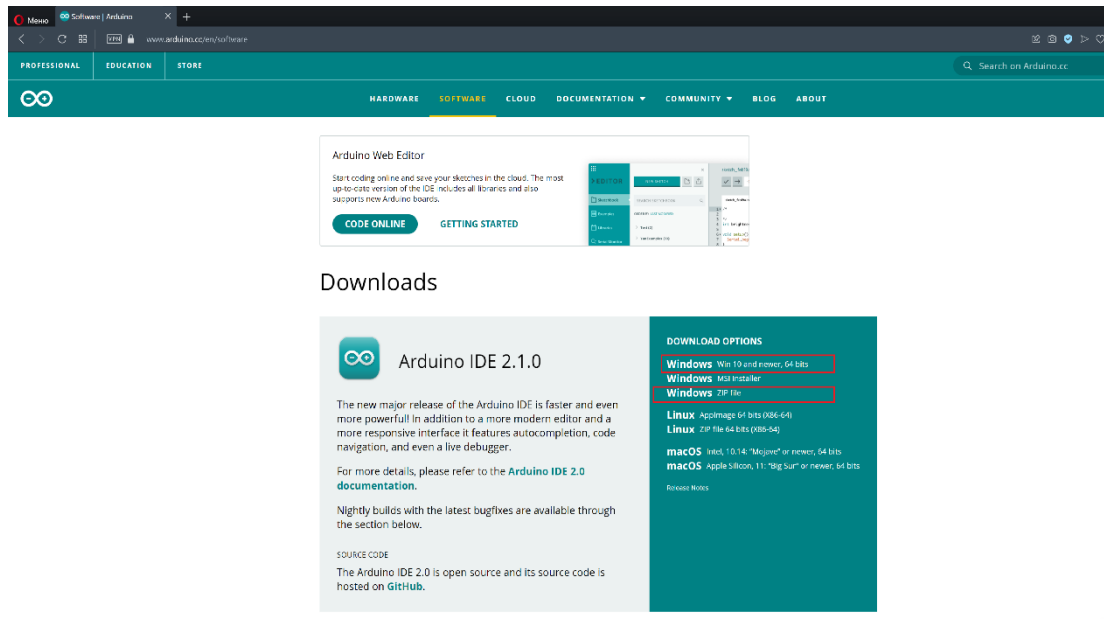 Меню
Software | Arduino
VPN
www.arduino.cc/en/software
PROFESSIONAL
EDUCATION
STORE
Search on Arduino.cc
HARDWARE
SOFTWARE
CLOUD
DOCUMENTATION
COMMUNITY
BLOG
ABOUT
Arduino Web Editor
Start coding online and save your sketches in the cloud. The most
up-to-date version of the IDE includes all libraries and also
supports new Arduino boards.
CODE ONLINE
GETTING STARTED
Downloads
Arduino IDE 2.1.0
The new major release of the Arduino IDE is faster and even
more powerful! In addition to a more modern editor and a
more responsive interface it features autocompletion, code
navigation, and even a live debugger.
For more details, please refer to the Arduino IDE 2.0
documentation.
Nightly builds with the latest bugfixes are available through
the section below.
SOURCE CODE
The Arduino IDE 2.0 is open source and its source code is
hosted on GitHub.
DOWNLOAD OPTIONS
Windows Win 10 and newer, 64 bits
Windows MSI installer
Windows ZIP file
Linux AppImage 64 bits (X86-64)
Linux ZIP file 64 bits (X86-64)
macOS Intel, 10.14: "Mojave" or newer, 64 bits
macOS Apple Silicon, 11: "Big Sur" or newer, 64 bits
Release Notes